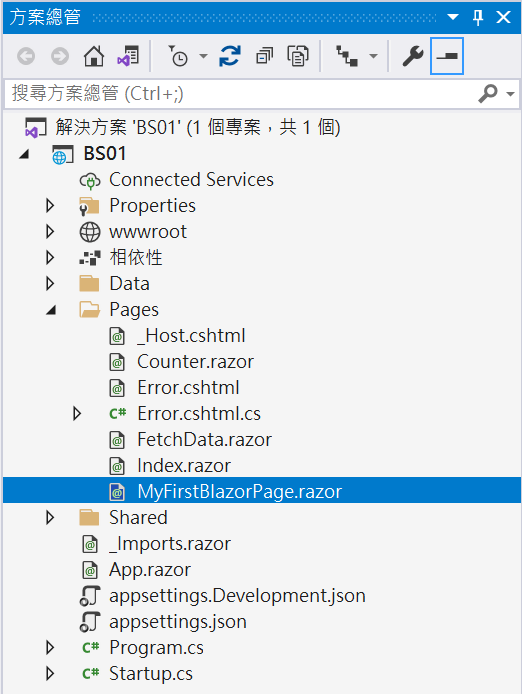 方案總管
搜尋方案總管 (Ctrl+;)
解決方案 'BS01' (1 個專案，共 1 個)
BS01
Connected Services
Properties
wwwroot
相依性
Data
Pages
_Host.cshtml
Counter.razor
Error.cshtml
C# Error.cshtml.cs
FetchData.razor
Index.razor
MyFirstBlazorPage.razor
Shared
_Imports.razor
App.razor
appsettings.Development.json
appsettings.json
C# Program.cs
C# Startup.cs